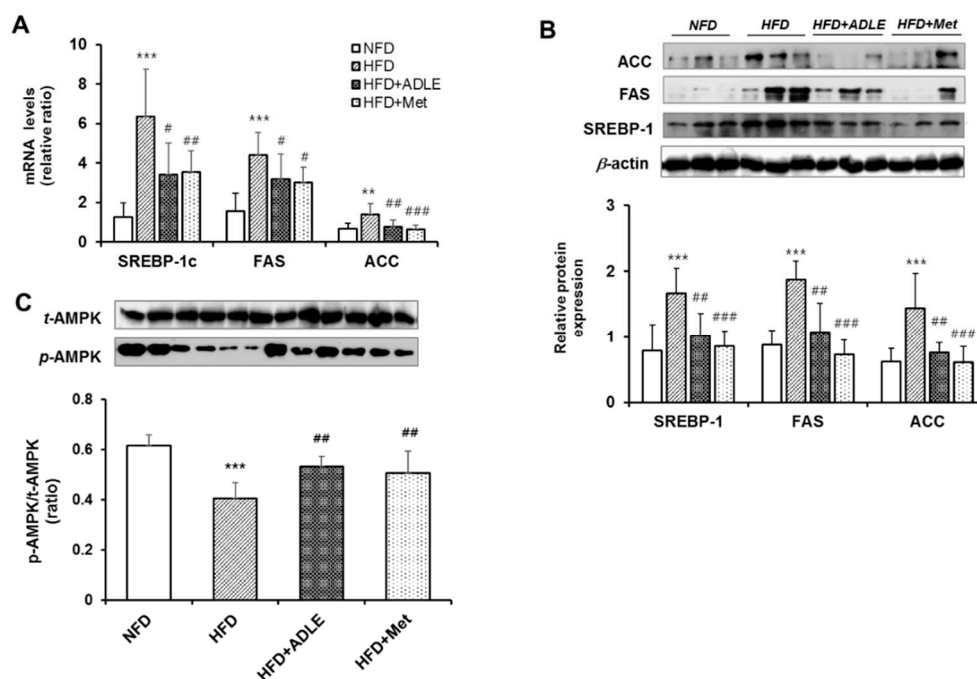 A
mRNA levels
(relative ratio)
10
8
6
4
2
0
***
#
##
***
#
#
**
##
###
NFD
HFD
HFD+ADLE
HFD+Met
SREBP-1c FAS ACC
B
NFD HFD HFD+ADLE HFD+Met
ACC
FAS
SREBP-1
β-actin
Relative protein
expression
3
2
1
0
***
##
###
***
##
###
***
##
###
SREBP-1 FAS ACC
C
t-AMPK
p-AMPK
p-AMPK/t-AMPK
(ratio)
0.6
0.4
0.2
0
***
##
##
NFD HFD HFD+ADLE HFD+Met